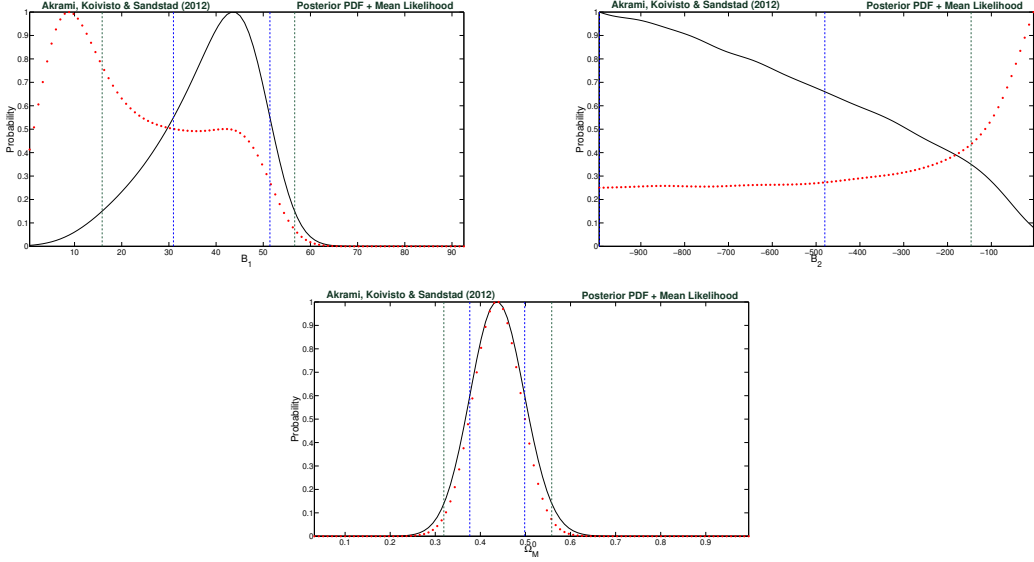 Akrami, Koivisto & Sandstad (2012) Posterior PDF + Mean Likelihood
1
0.9
0.8
0.7
0.6
0.5
0.4
0.3
0.2
0.1
0
Probability
10 20 30 40 50 60 70 80 90
B1
Akrami, Koivisto & Sandstad (2012) Posterior PDF + Mean Likelihood
1
0.9
0.8
0.7
0.6
0.5
0.4
0.3
0.2
0.1
0
Probability
−900 −800 −700 −600 −500 −400 −300 −200 −100
B2
Akrami, Koivisto & Sandstad (2012) Posterior PDF + Mean Likelihood
1
0.9
0.8
0.7
0.6
0.5
0.4
0.3
0.2
0.1
0
Probability
0.1 0.2 0.3 0.4 0.5 0.6 0.7 0.8 0.9
Ω0M